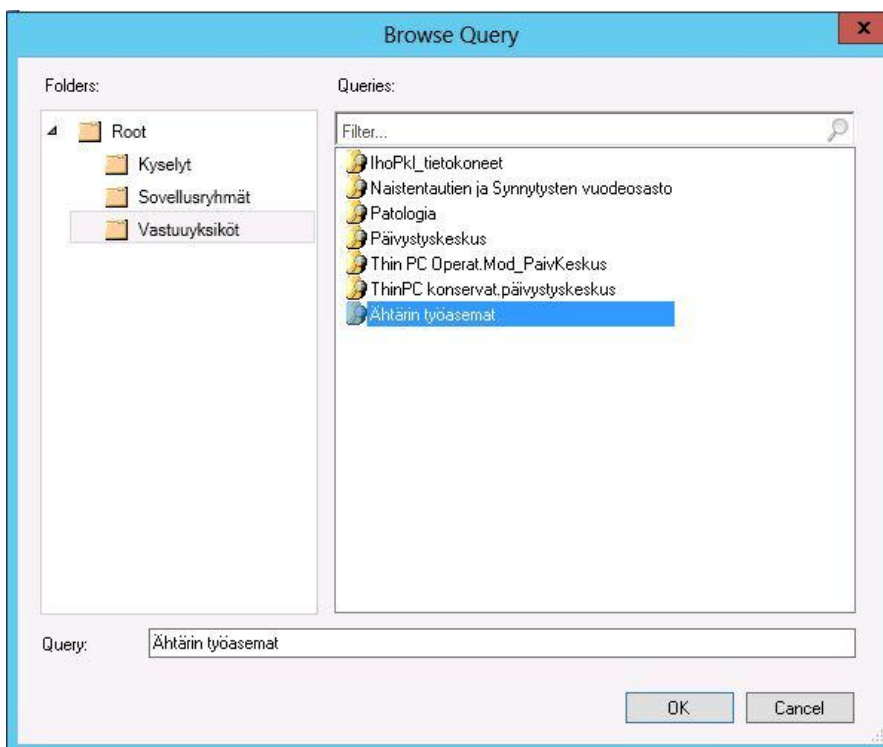 Browse Query
x
Folders:
Root
Kyselyt
Sovellusryhmät
Vastuuyksiköt
Queries:
Filter...
IhoPkl_tietokoneet
Naistentautien ja Synnytysten vuodeosasto
Patologia
Päivystyskeskus
Thin PC Operat.Mod_PaivKeskus
ThinPC konservat.päivystyskeskus
Ähtärin työasemat
Query:
Ähtärin työasemat
OK
Cancel